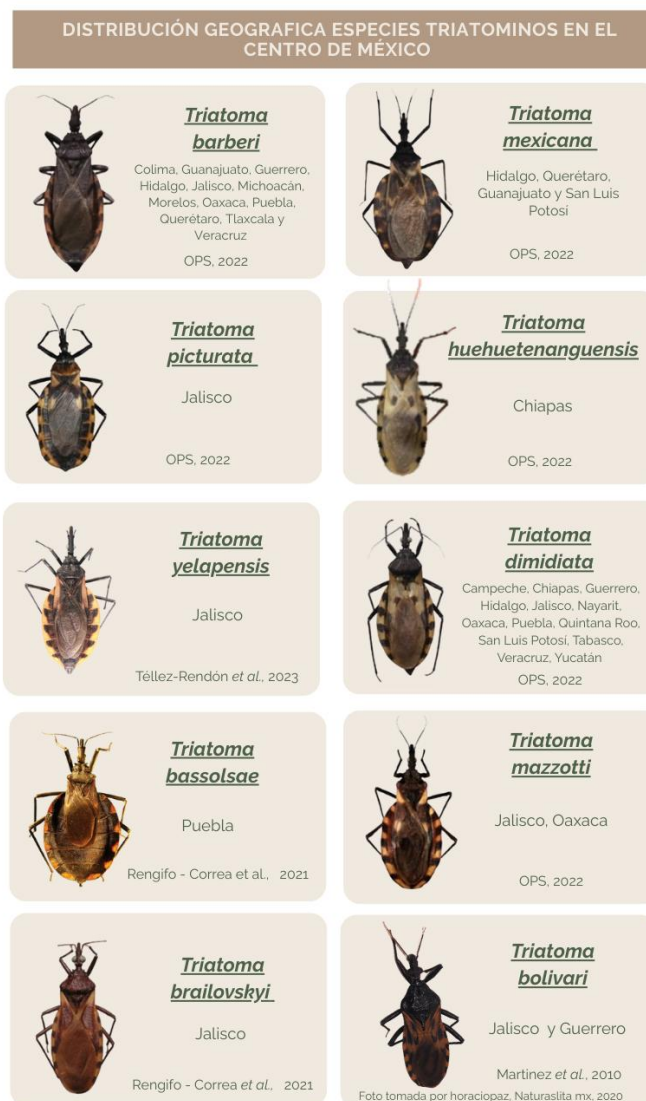 DISTRIBUCIÓN GEOGRAFICA ESPECIES TRIATOMINOS EN EL
CENTRO DE MÉXICO
Triatoma
barberi
Colima, Guanajuato, Guerrero,
Hidalgo, Jalisco, Michoacán,
Morelos, Oaxaca, Puebla,
Querétaro, Tlaxcala y
Veracruz
OPS, 2022
Triatoma
mexicana
Hidalgo, Querétaro,
Guanajuato y San Luis
Potosí
OPS, 2022
Triatoma
picturata
Jalisco
OPS, 2022
Triatoma
huehuetenanguensis
Chiapas
OPS, 2022
Triatoma
yelapensis
Jalisco
Téllez-Rendón et al., 2023
Triatoma
dimidiata
Campeche, Chiapas, Guerrero,
Hidalgo, Jalisco, Nayarit,
Oaxaca, Puebla, Quintana Roo,
San Luis Potosí, Tabasco,
Veracruz, Yucatán
OPS, 2022
Triatoma
bassolsae
Puebla
Rengifo - Correa et al., 2021
Triatoma
mazzotti
Jalisco, Oaxaca
OPS, 2022
Triatoma
brailovskyi
Jalisco
Rengifo - Correa et al., 2021
Triatoma
bolivari
Jalisco y Guerrero
Martinez et al., 2010
Foto tomada por horaciopaz, Naturaslita mx, 2020